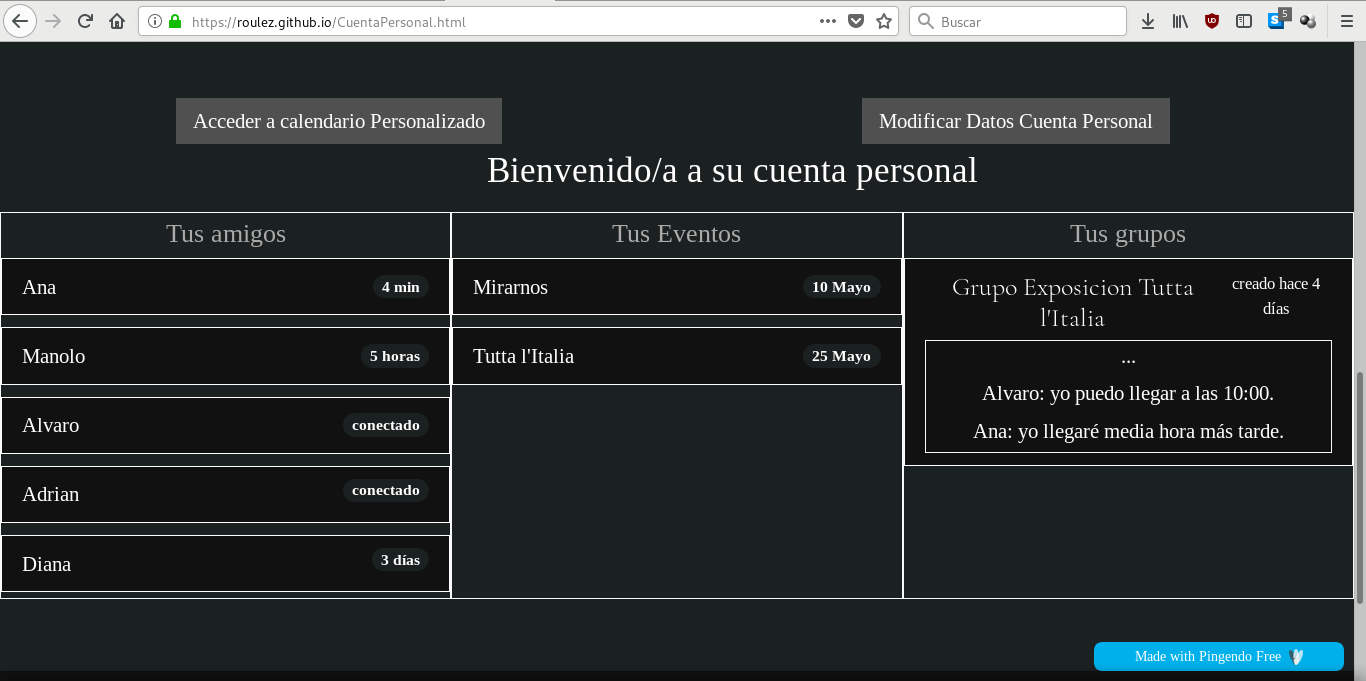 https://roulez.github.io/CuentaPersonal.html
Buscar
5
Acceder a calendario Personalizado
Modificar Datos Cuenta Personal
Bienvenido/a a su cuenta personal
Tus amigos
Ana
4 min
Manolo
5 horas
Alvaro
conectado
Adrian
conectado
Diana
3 días
Tus Eventos
Mirarnos
10 Mayo
Tutta l'Italia
25 Mayo
Tus grupos
Grupo Exposicion Tutta
l'Italia
creado hace 4
días
...
Alvaro: yo puedo llegar a las 10:00.
Ana: yo llegaré media hora más tarde.
Made with Pingendo Free